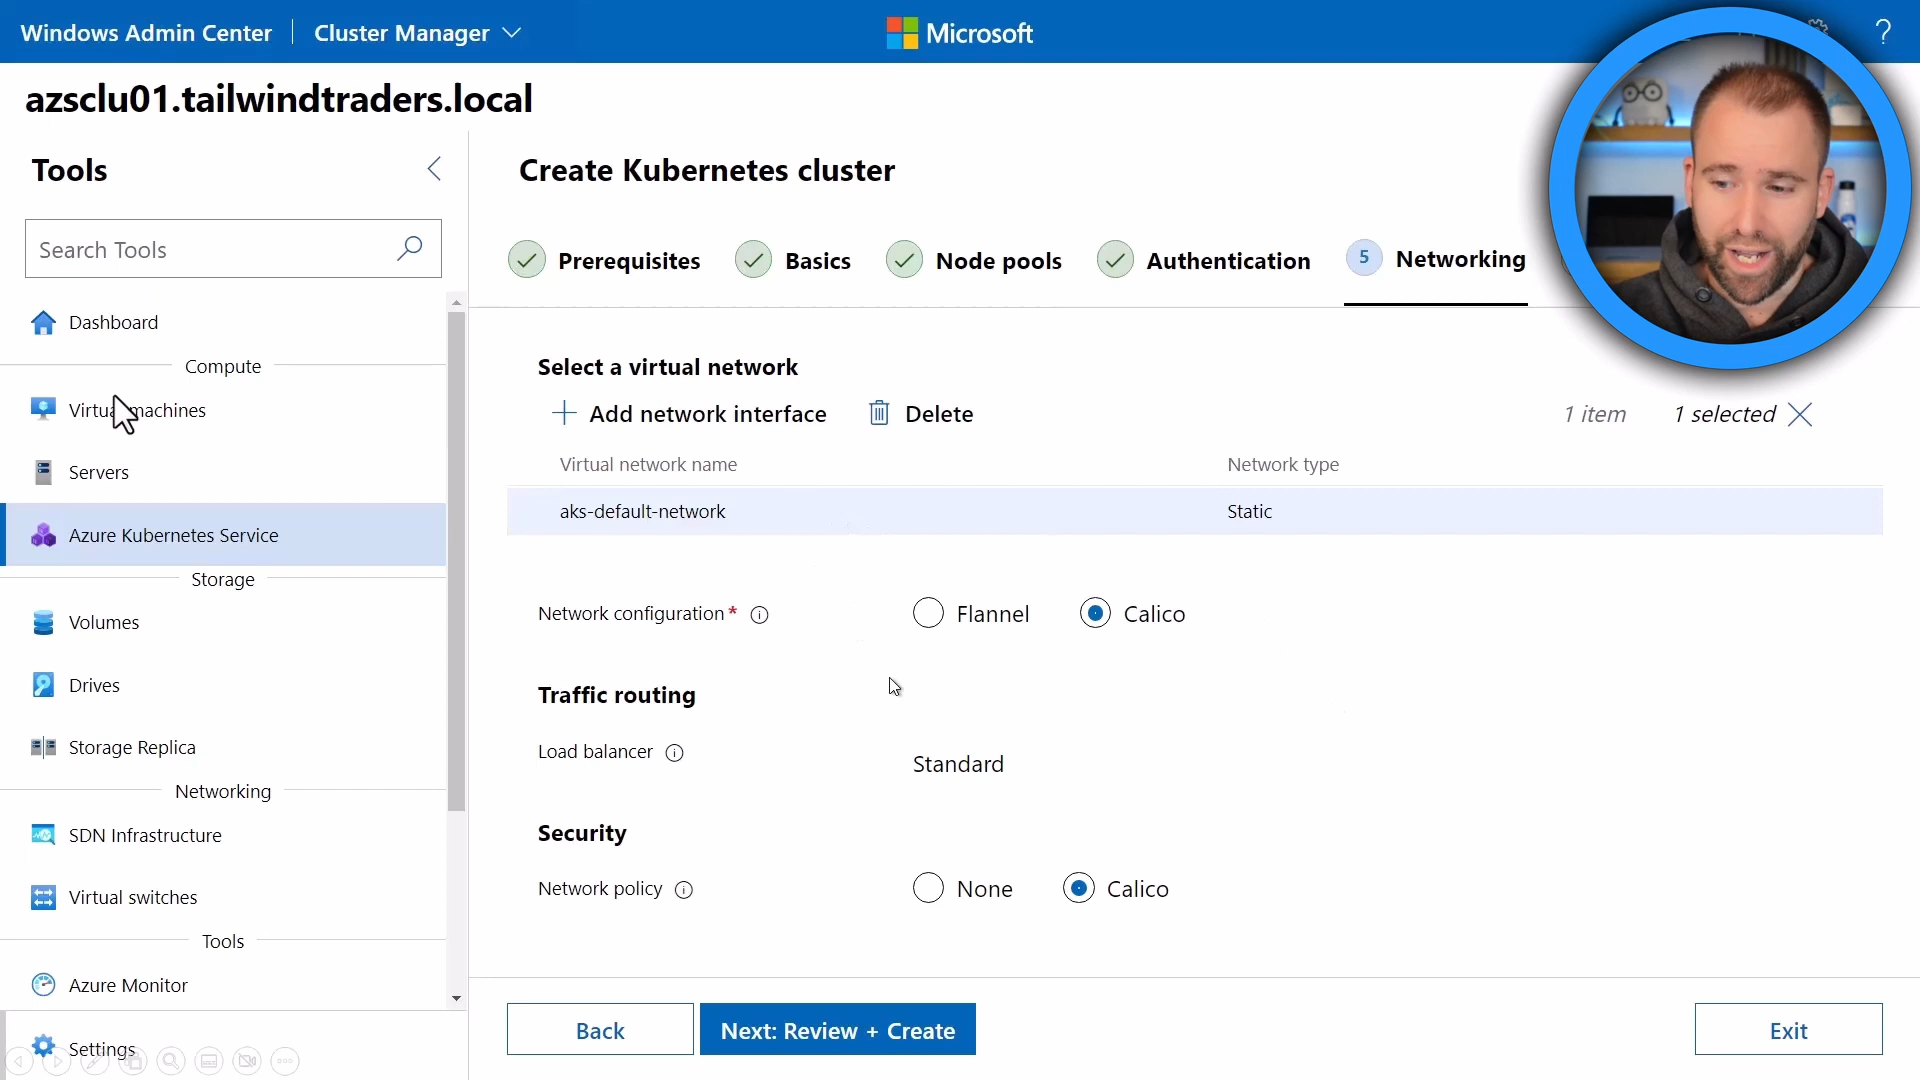 Windows Admin Center
Cluster Manager
Microsoft
?
azsclu01.tailwindtraders.local
Tools
Search Tools
Dashboard
Compute
Virtual machines
Servers
Azure Kubernetes Service
Storage
Volumes
Drives
Storage Replica
Networking
SDN Infrastructure
Virtual switches
Tools
Azure Monitor
Settings
Create Kubernetes cluster
Prerequisites
Basics
Node pools
Authentication
5 Networking
Select a virtual network
Add network interface
Delete
1 item
1 selected
Virtual network name
Network type
aks-default-network
Static
Network configuration*
Flannel
Calico
Traffic routing
Load balancer
Standard
Security
Network policy
None
Calico
Back
Next: Review + Create
Exit